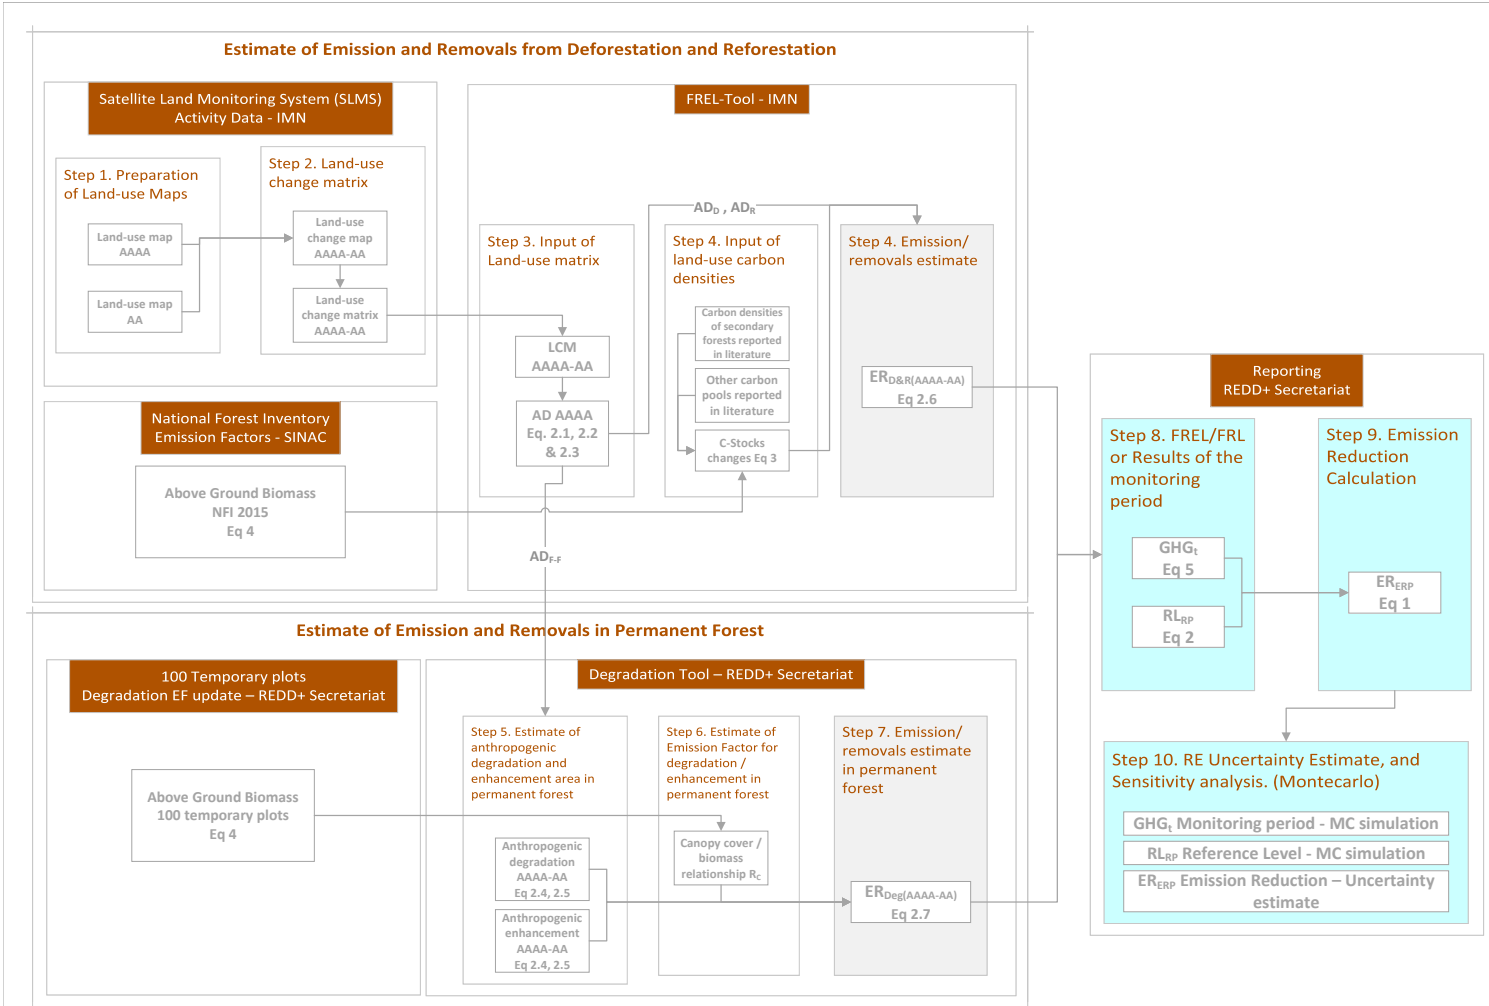 Estimate of Emission and Removals from Deforestation and Reforestation
Satellite Land Monitoring System (SLMS)
Activity Data - IMN
Step 1. Preparation
of Land-use Maps
Land-use map
AAAA
Land-use map
AA
Step 2. Land-use
change matrix
Land-use
change map
AAAA-AA
Land-use
change matrix
AAAA-AA
National Forest Inventory
Emission Factors - SINAC
Above Ground Biomass
NFI 2015
Eq 4
FREL-Tool - IMN
AD_D , AD_R
Step 3. Input of
Land-use matrix
LCM
AAAA-AA
AD AAAA
Eq. 2.1, 2.2
& 2.3
Step 4. Input of
land-use carbon
densities
Carbon densities
of secondary
forests reported
in literature
Other carbon
pools reported
in literature
C-Stocks
changes Eq 3
Step 4. Emission/
removals estimate
ER_D&R(AAAA-AA)
Eq 2.6
AD_F-F
Estimate of Emission and Removals in Permanent Forest
100 Temporary plots
Degradation EF update – REDD+ Secretariat
Above Ground Biomass
100 temporary plots
Eq 4
Degradation Tool – REDD+ Secretariat
Step 5. Estimate of
anthropogenic
degradation and
enhancement area in
permanent forest
Anthropogenic
degradation
AAAA-AA
Eq 2.4, 2.5
Anthropogenic
enhancement
AAAA-AA
Eq 2.4, 2.5
Step 6. Estimate of
Emission Factor for
degradation /
enhancement in
permanent forest
Canopy cover /
biomass
relationship R_C
Step 7. Emission/
removals estimate
in permanent
forest
ER_Deg(AAAA-AA)
Eq 2.7
Reporting
REDD+ Secretariat
Step 8. FREL/FRL
or Results of the
monitoring
period
GHG_t
Eq 5
RL_RP
Eq 2
Step 9. Emission
Reduction
Calculation
ER_ERP
Eq 1
Step 10. RE Uncertainty Estimate, and
Sensitivity analysis. (Montecarlo)
GHG_t Monitoring period - MC simulation
RL_RP Reference Level - MC simulation
ER_ERP Emission Reduction – Uncertainty
estimate